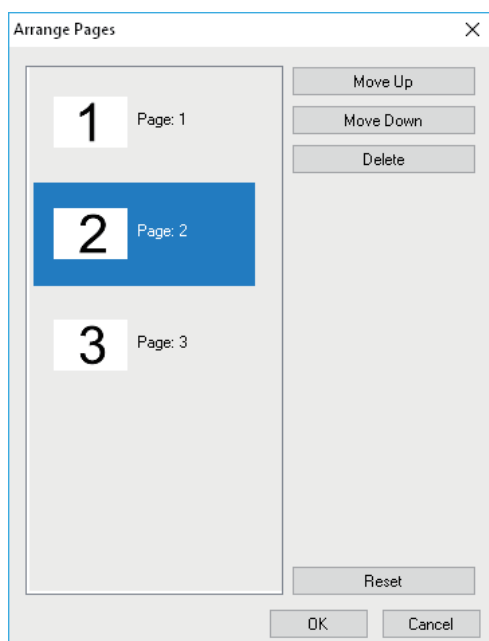 Arrange Pages
1 Page: 1
2 Page: 2
3 Page: 3
Move Up
Move Down
Delete
Reset
OK Cancel